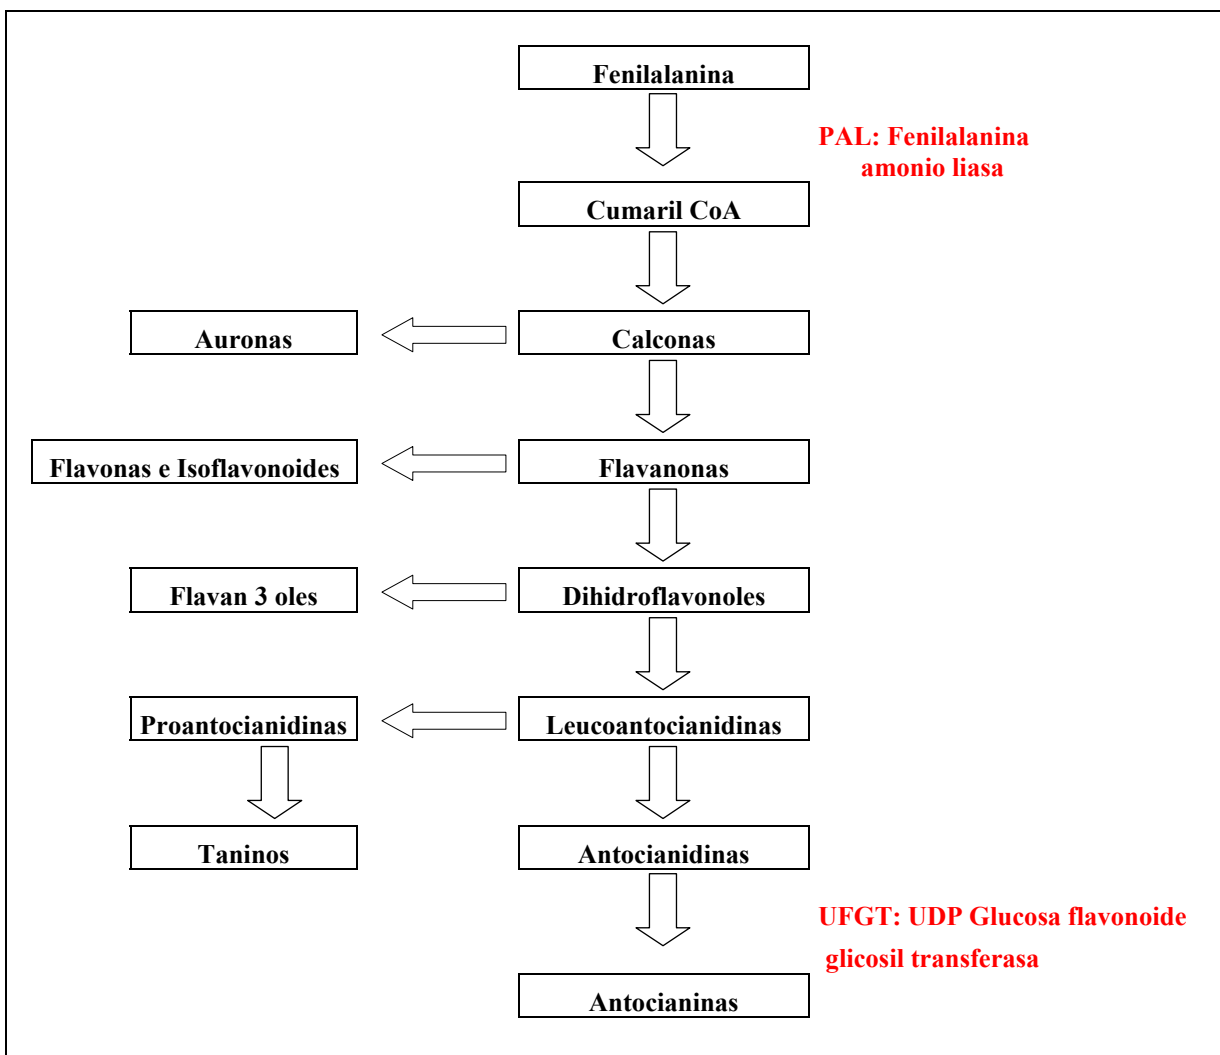 Fenilalanina
PAL: Fenilalanina
amonio liasa
Cumaril CoA
Auronas
Calconas
Flavonas e Isoflavonoides
Flavanonas
Flavan 3 oles
Dihidroflavonoles
Proantocianidinas
Leucoantocianidinas
Taninos
Antocianidinas
UFGT: UDP Glucosa flavonoide
glicosil transferasa
Antocianinas